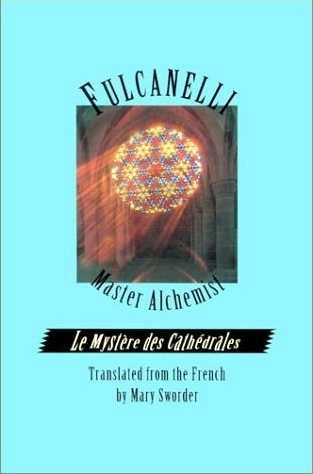 FULCANELLI
Master Alchemist
Le Mystère des Cathédrales
Translated from the French
by Mary Sworder